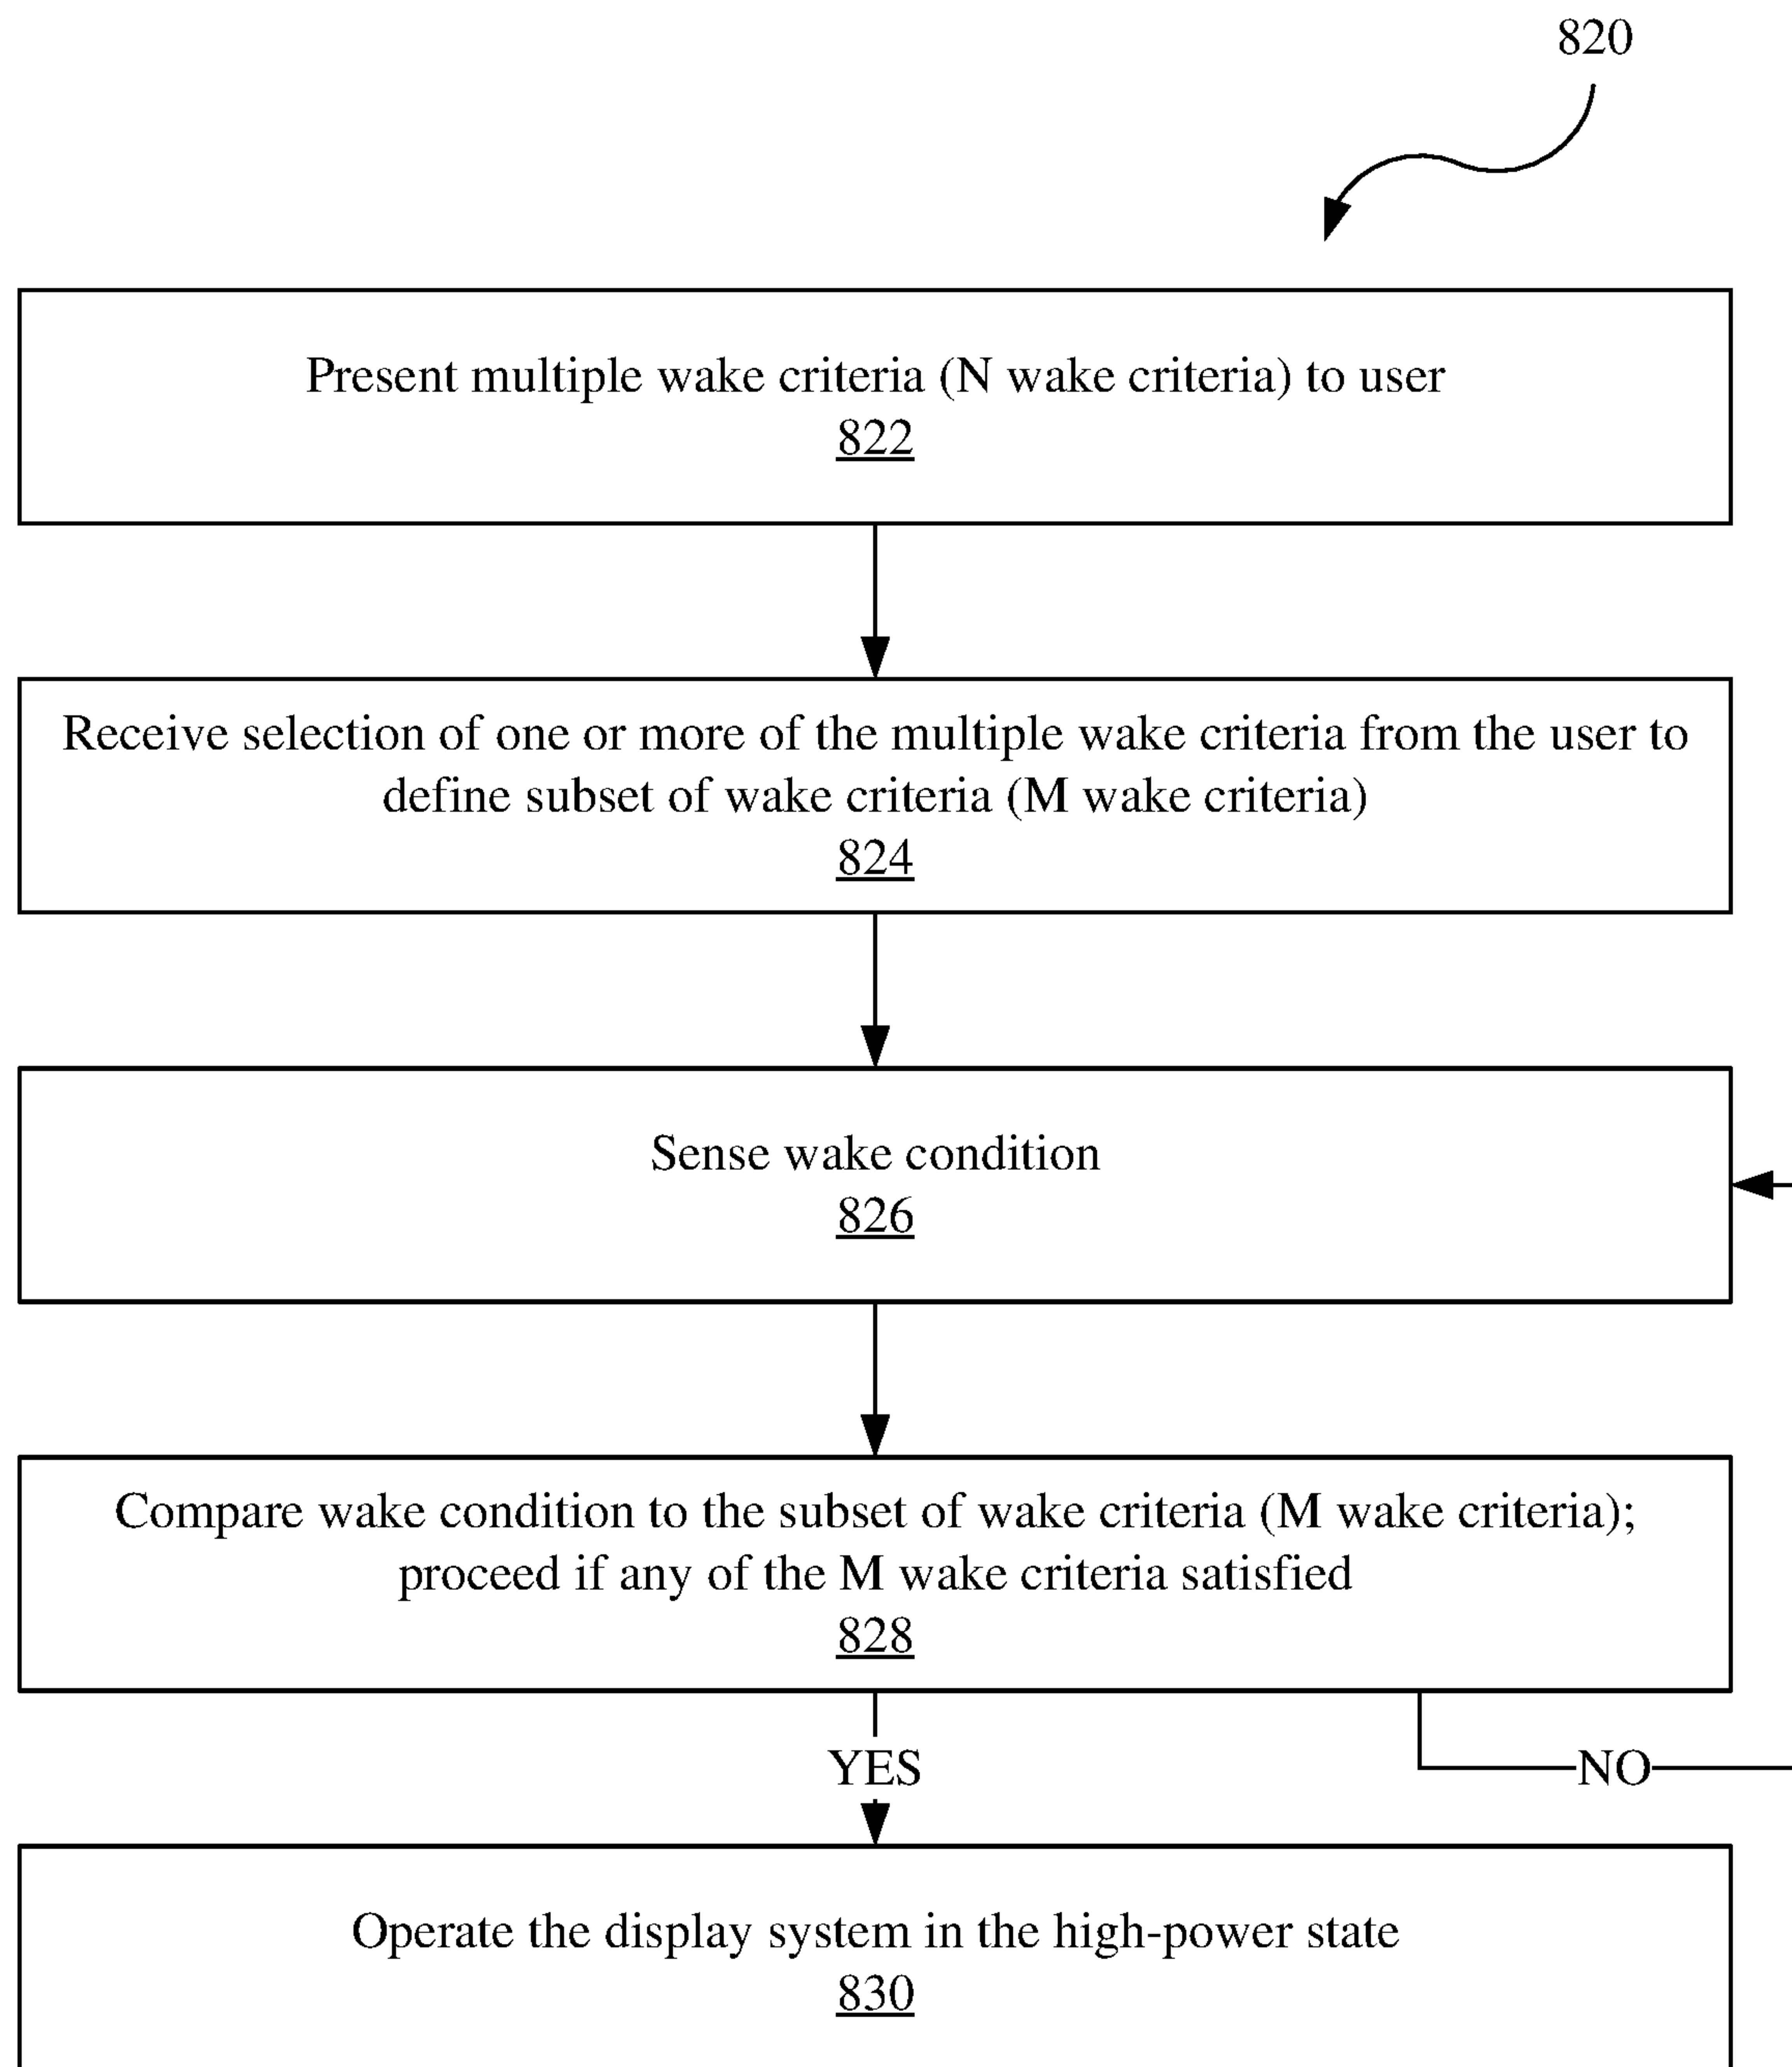 820
Present multiple wake criteria (N wake criteria) to user
822
Receive selection of one or more of the multiple wake criteria from the user to
define subset of wake criteria (M wake criteria)
824
Sense wake condition
826
Compare wake condition to the subset of wake criteria (M wake criteria);
proceed if any of the M wake criteria satisfied
828
YES
NO
Operate the display system in the high-power state
830